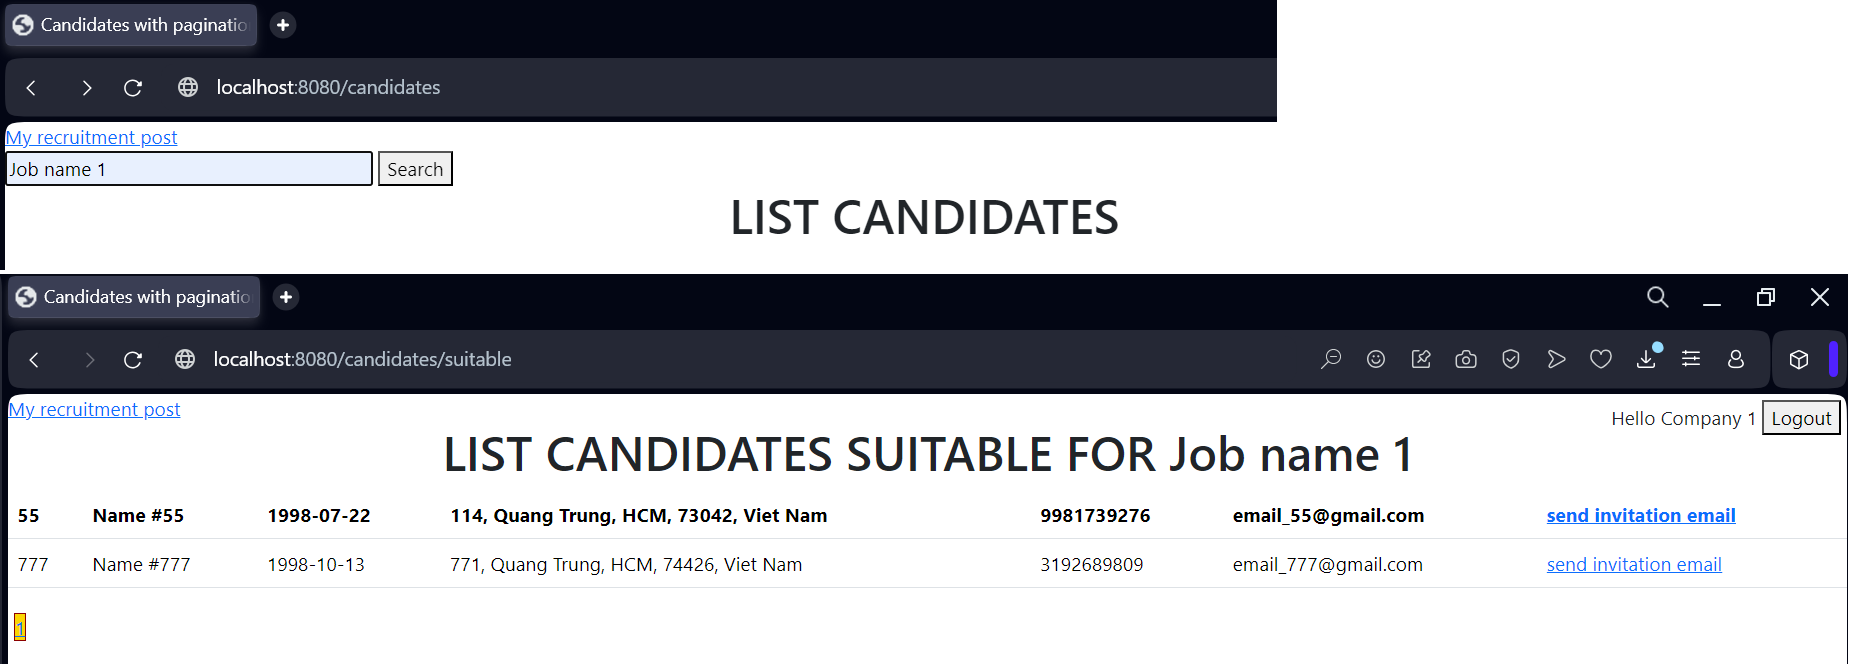 Candidates with paginatio
localhost:8080/candidates
My recruitment post
Job name 1 Search
LIST CANDIDATES
Candidates with paginatio
localhost:8080/candidates/suitable
My recruitment post
Hello Company 1 Logout
LIST CANDIDATES SUITABLE FOR Job name 1
55 Name #55 1998-07-22 114, Quang Trung, HCM, 73042, Viet Nam 9981739276 email_55@gmail.com send invitation email
777 Name #777 1998-10-13 771, Quang Trung, HCM, 74426, Viet Nam 3192689809 email_777@gmail.com send invitation email
1